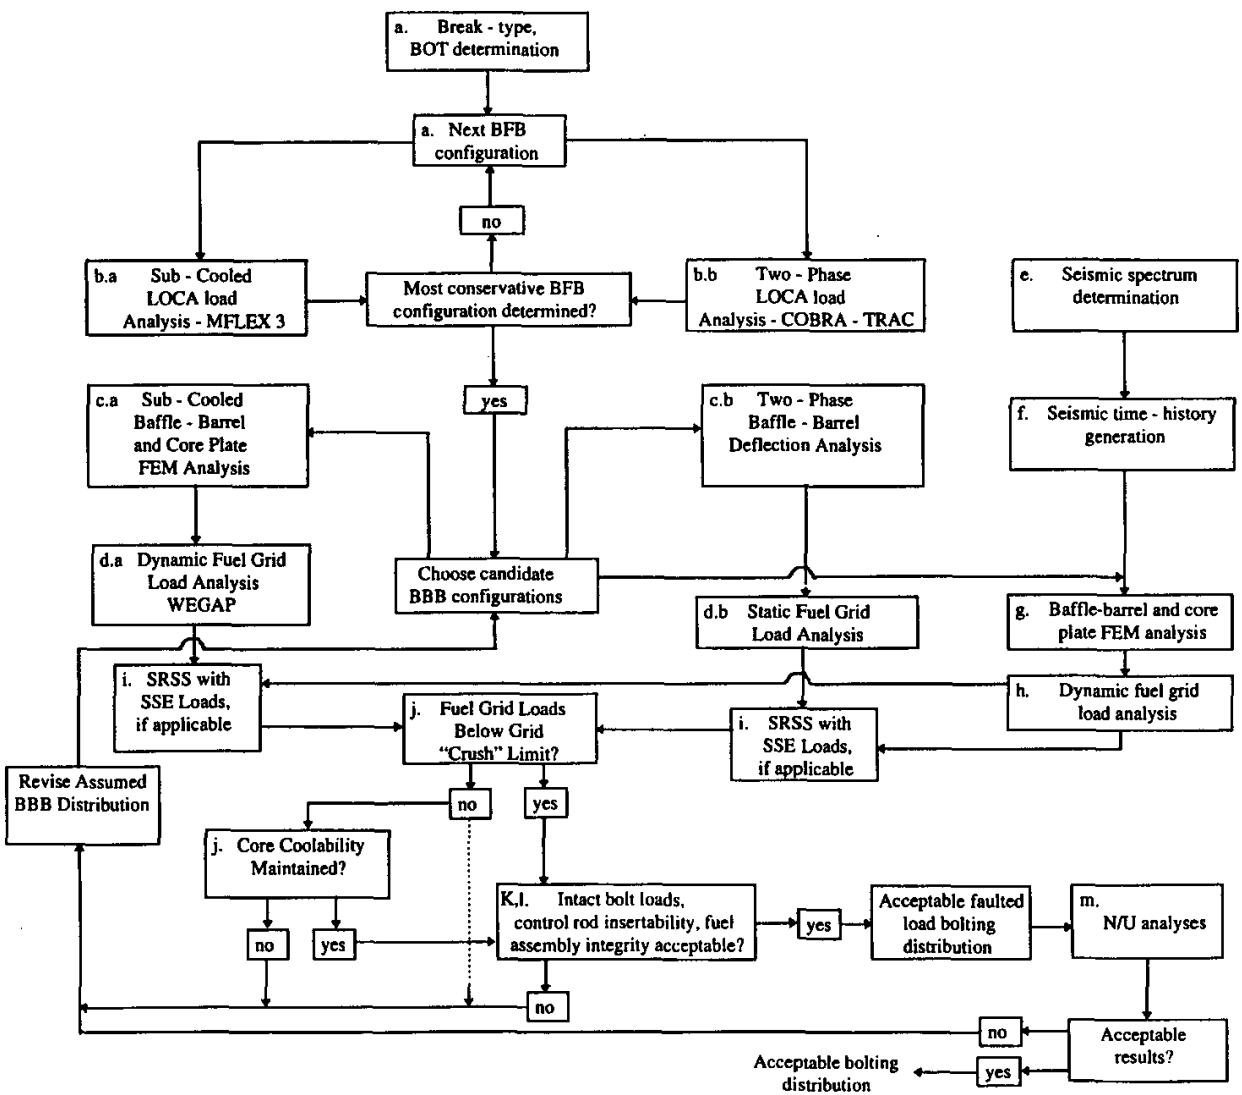 a. Break - type,
BOT determination
a. Next BFB
configuration
no
b.a Sub - Cooled
LOCA load
Analysis - MFLEX 3
Most conservative BFB
configuration determined?
b.b Two - Phase
LOCA load
Analysis - COBRA - TRAC
e. Seismic spectrum
determination
yes
c.a Sub - Cooled
Baffle - Barrel
and Core Plate
FEM Analysis
c.b Two - Phase
Baffle - Barrel
Deflection Analysis
f. Seismic time - history
generation
d.a Dynamic Fuel Grid
Load Analysis
WEGAP
Choose candidate
BBB configurations
d.b Static Fuel Grid
Load Analysis
g. Baffle-barrel and core
plate FEM analysis
i. SRSS with
SSE Loads,
if applicable
j. Fuel Grid Loads
Below Grid
"Crush" Limit?
i. SRSS with
SSE Loads,
if applicable
h. Dynamic fuel grid
load analysis
Revise Assumed
BBB Distribution
no
yes
j. Core Coolability
Maintained?
no
yes
K,l. Intact bolt loads,
control rod insertability, fuel
assembly integrity acceptable?
yes
Acceptable faulted
load bolting
distribution
m.
N/U analyses
no
no
Acceptable
results?
yes
Acceptable bolting
distribution